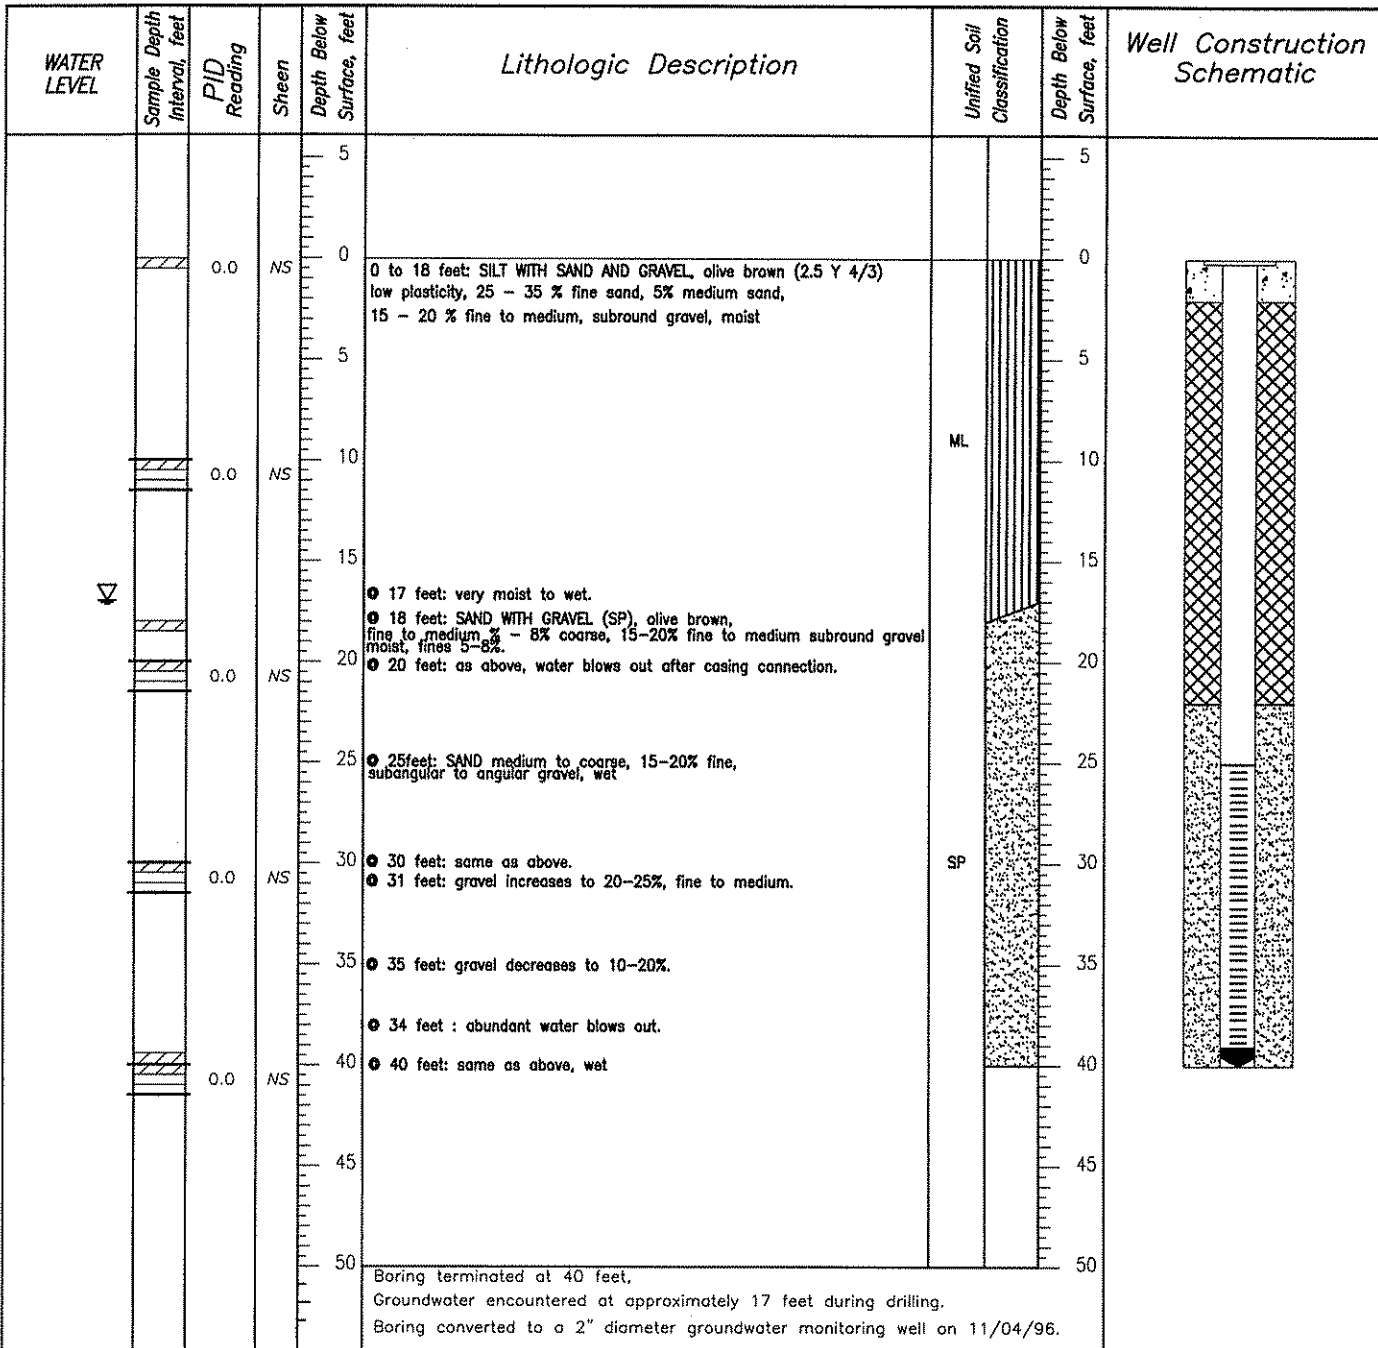 WATER LEVEL
Sample Depth Interval, feet
PID Reading
Sheen
Depth Below Surface, feet
Lithologic Description
Unified Soil Classification
Depth Below Surface, feet
Well Construction Schematic
5 5
0 0
0.0 NS
0 to 18 feet: SILT WITH SAND AND GRAVEL, olive brown (2.5 Y 4/3)
low plasticity, 25 - 35 % fine sand, 5% medium sand,
15 - 20 % fine to medium, subround gravel, moist
5 5
ML
10 10
0.0 NS
15 15
@ 17 feet: very moist to wet.
@ 18 feet: SAND WITH GRAVEL (SP), olive brown,
fine to medium % - 8% coarse, 15-20% fine to medium subround gravel
moist, fines 5-8%.
20 @ 20 feet: as above, water blows out after casing connection. 20
0.0 NS
25 @ 25feet: SAND medium to coarse, 15-20% fine, 25
subangular to angular gravel, wet
30 @ 30 feet: same as above. SP 30
0.0 NS @ 31 feet: gravel increases to 20-25%, fine to medium.
35 @ 35 feet: gravel decreases to 10-20%. 35
@ 34 feet : abundant water blows out.
40 @ 40 feet: same as above, wet 40
0.0 NS
45 45
50 50
Boring terminated at 40 feet,
Groundwater encountered at approximately 17 feet during drilling.
Boring converted to a 2" diameter groundwater monitoring well on 11/04/96.